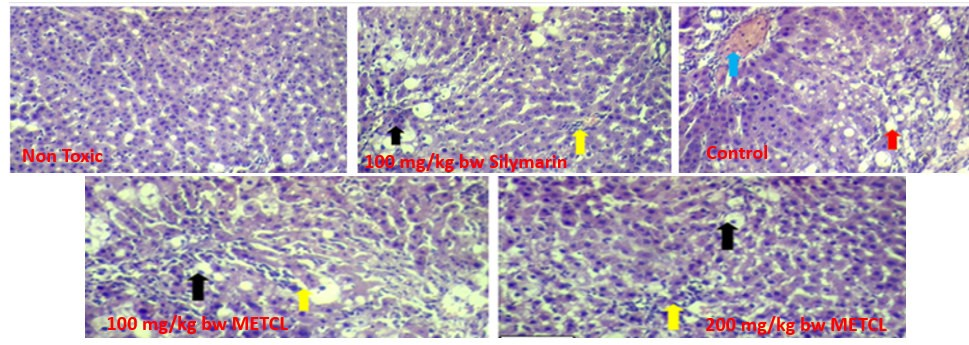 Non Toxic
100 mg/kg bw Silymarin
Control
100 mg/kg bw METCL
200 mg/kg bw METCL